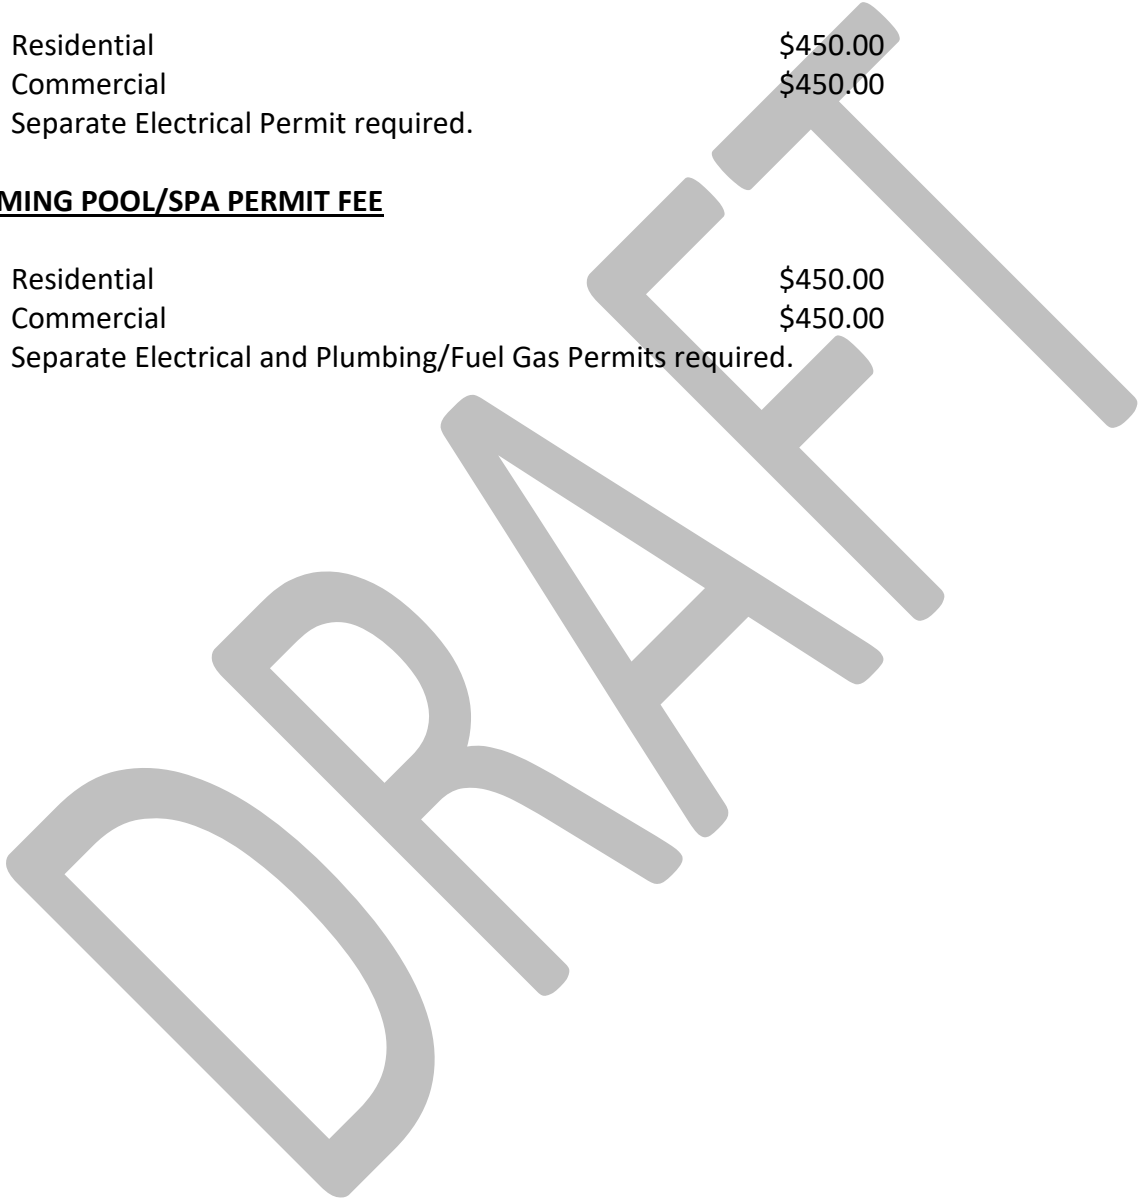 Residential $450.00
Commercial $450.00
Separate Electrical Permit required.
MING POOL/SPA PERMIT FEE
Residential $450.00
Commercial $450.00
Separate Electrical and Plumbing/Fuel Gas Permits required.
DRAFT